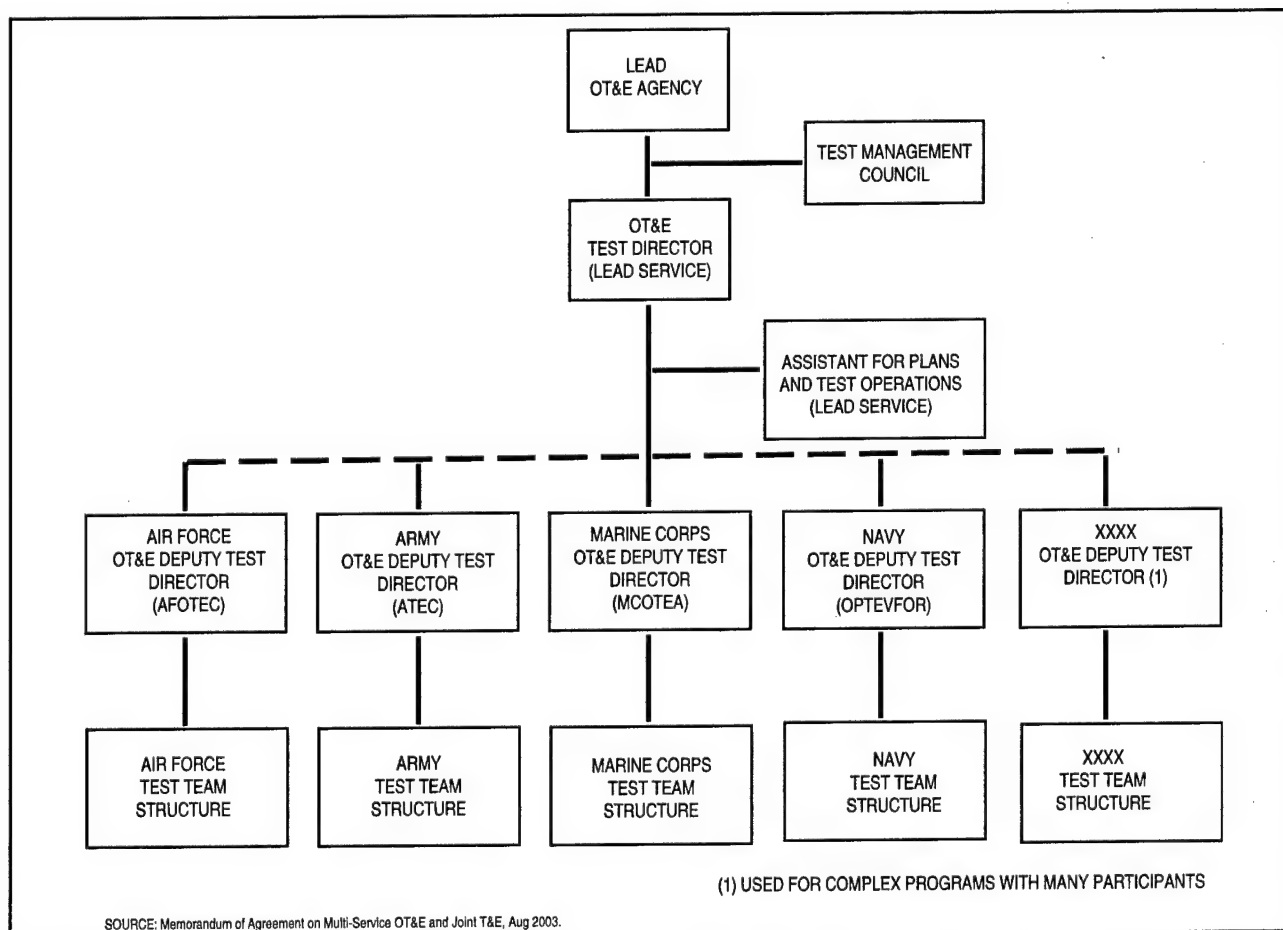 LEAD
OT&E AGENCY
TEST MANAGEMENT
COUNCIL
OT&E
TEST DIRECTOR
(LEAD SERVICE)
ASSISTANT FOR PLANS
AND TEST OPERATIONS
(LEAD SERVICE)
AIR FORCE
OT&E DEPUTY TEST
DIRECTOR
(AFOTEC)
ARMY
OT&E DEPUTY TEST
DIRECTOR
(ATEC)
MARINE CORPS
OT&E DEPUTY TEST
DIRECTOR
(MCOTEA)
NAVY
OT&E DEPUTY TEST
DIRECTOR
(OPTEVFOR)
XXXX
OT&E DEPUTY TEST
DIRECTOR (1)
AIR FORCE
TEST TEAM
STRUCTURE
ARMY
TEST TEAM
STRUCTURE
MARINE CORPS
TEST TEAM
STRUCTURE
NAVY
TEST TEAM
STRUCTURE
XXXX
TEST TEAM
STRUCTURE
(1) USED FOR COMPLEX PROGRAMS WITH MANY PARTICIPANTS
SOURCE: Memorandum of Agreement on Multi-Service OT&E and Joint T&E, Aug 2003.